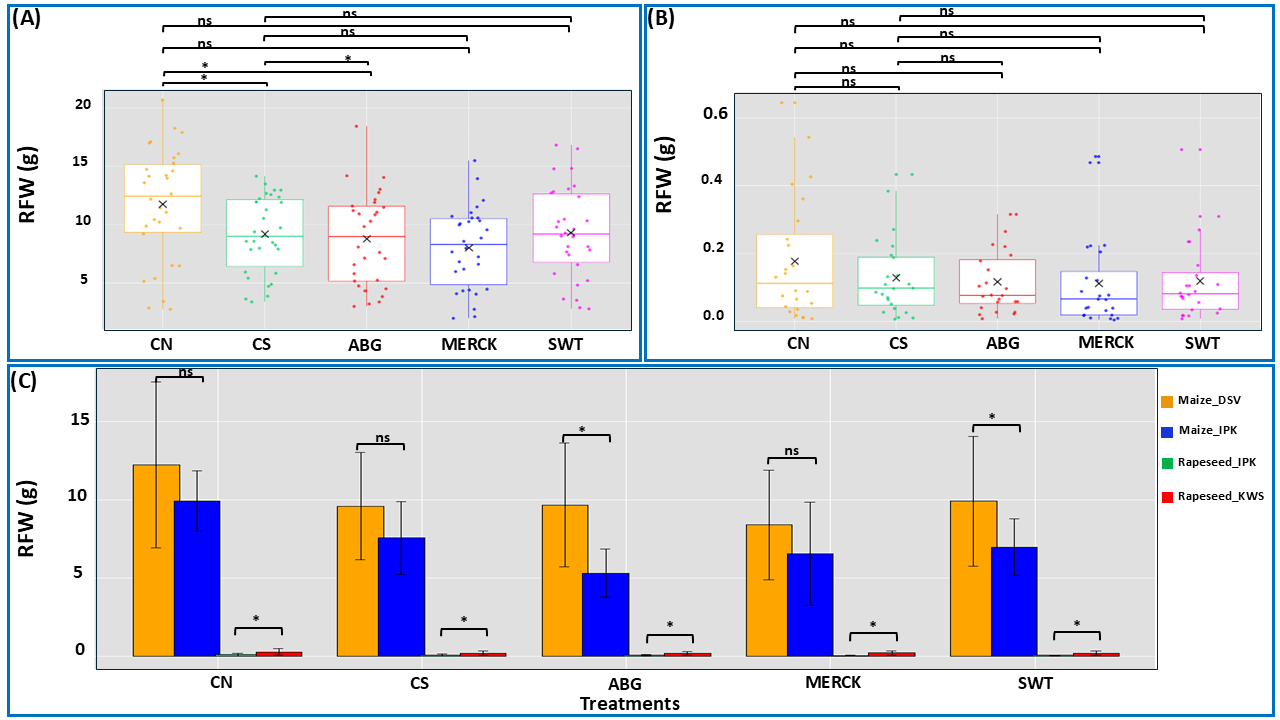 (A)
ns
ns
ns
ns
*
*
*
RFW (g)
20
15
10
5
CN CS ABG MERCK SWT
(B)
ns
ns
ns
ns
ns
ns
ns
RFW (g)
0.6
0.4
0.2
0.0
CN CS ABG MERCK SWT
(C)
ns
ns
*
ns
*
*
*
*
*
*
RFW (g)
15
10
5
0
CN CS ABG MERCK SWT
Treatments
Maize_DSV
Maize_IPK
Rapeseed_IPK
Rapeseed_KWS